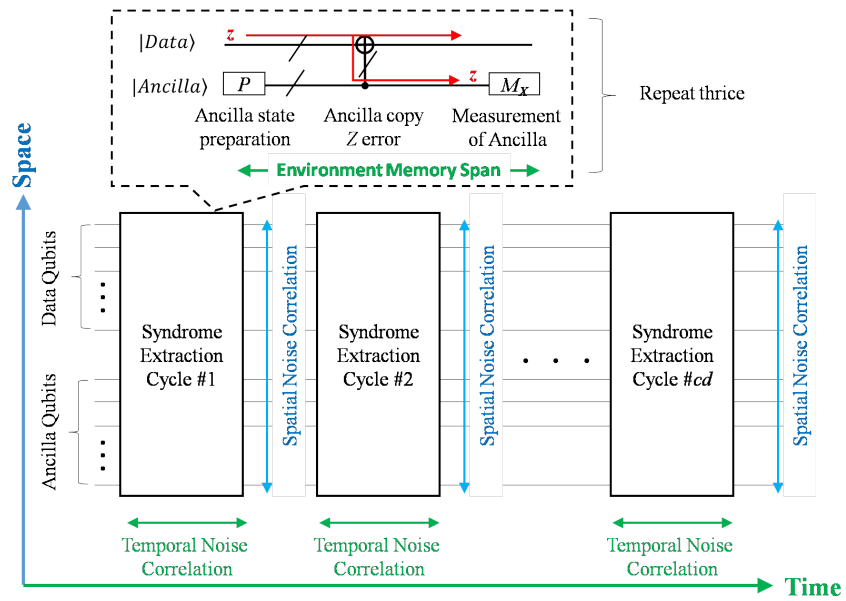 z
|Data⟩
|Ancilla⟩
P
z
M_X
Ancilla state
preparation
Ancilla copy
Z error
Measurement
of Ancilla
Repeat thrice
Environment Memory Span
Space
Data Qubits
Ancilla Qubits
Syndrome
Extraction
Cycle #1
Spatial Noise Correlation
Syndrome
Extraction
Cycle #2
Spatial Noise Correlation
. . .
Syndrome
Extraction
Cycle #cd
Spatial Noise Correlation
Temporal Noise
Correlation
Temporal Noise
Correlation
Temporal Noise
Correlation
Time